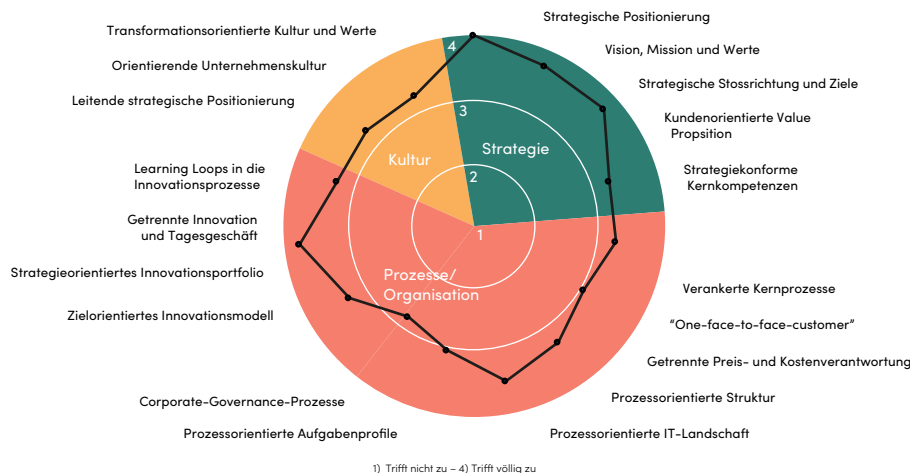 Strategische Positionierung
Transformationsorientierte Kultur und Werte
Vision, Mission und Werte
Orientierende Unternehmenskultur
Strategische Stossrichtung und Ziele
Leitende strategische Positionierung
Kundenorientierte Value
Propsition
Learning Loops in die
Innovationsprozesse
Strategiekonforme
Kernkompetenzen
Getrennte Innovation
und Tagesgeschäft
Strategieorientiertes Innovationsportfolio
Zielorientiertes Innovationsmodell
Verankerte Kernprozesse
“One-face-to-face-customer”
Getrennte Preis- und Kostenverantwortung
Prozessorientierte Struktur
Corporate-Governance-Prozesse
Prozessorientierte Aufgabenprofile
Prozessorientierte IT-Landschaft
4
3
2
1
Kultur
Strategie
Prozesse/
Organisation
1) Trifft nicht zu – 4) Trifft völlig zu